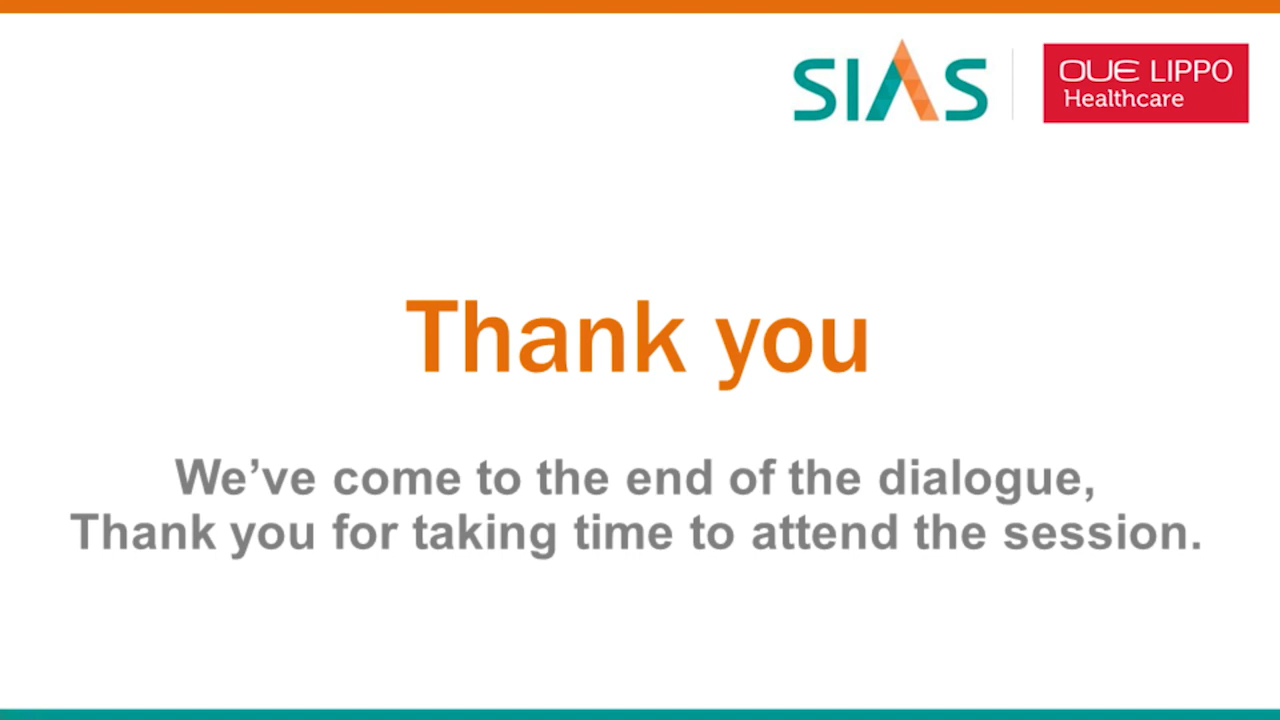 SIAS
OUE LIPPO
Healthcare
Thank you
We’ve come to the end of the dialogue,
Thank you for taking time to attend the session.